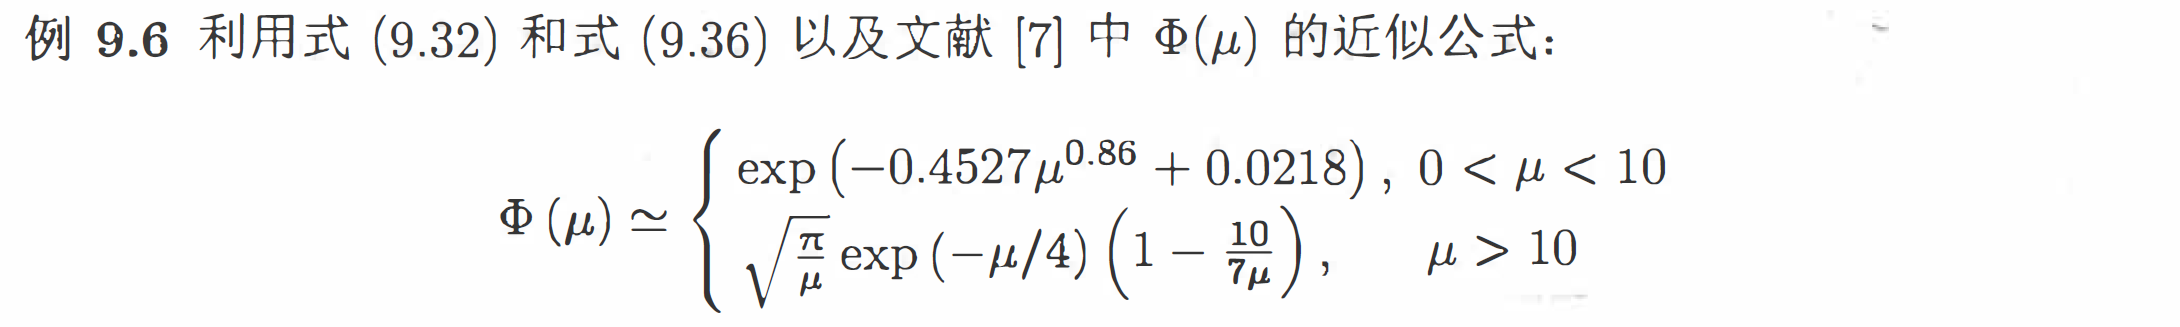 例 9.6 利用式 (9.32) 和式 (9.36) 以及文献 [7] 中 Φ(μ) 的近似公式:
Φ (μ) ≃ { exp (−0.4527μ^0.86 + 0.0218) , 0 < μ < 10
√(π/μ) exp (−μ/4) (1 − 10/(7μ)) , μ > 10